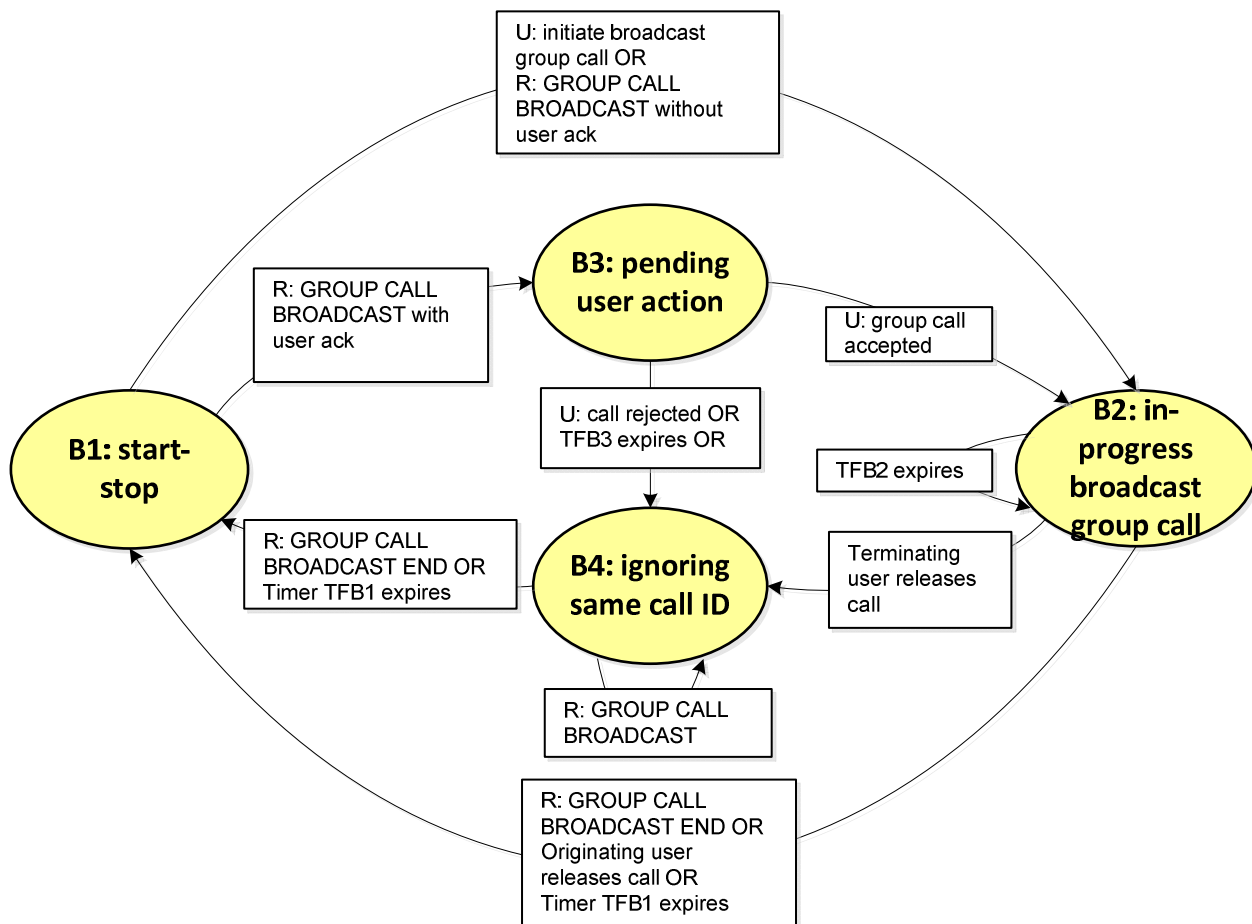 U: initiate broadcast
group call OR
R: GROUP CALL
BROADCAST without
user ack
B3: pending
user action
R: GROUP CALL
BROADCAST with
user ack
U: group call
accepted
B1: start-
stop
U: call rejected OR
TFB3 expires OR
B2: in-
progress
broadcast
group call
TFB2 expires
R: GROUP CALL
BROADCAST END OR
Timer TFB1 expires
B4: ignoring
same call ID
Terminating
user releases
call
R: GROUP CALL
BROADCAST
R: GROUP CALL
BROADCAST END OR
Originating user
releases call OR
Timer TFB1 expires